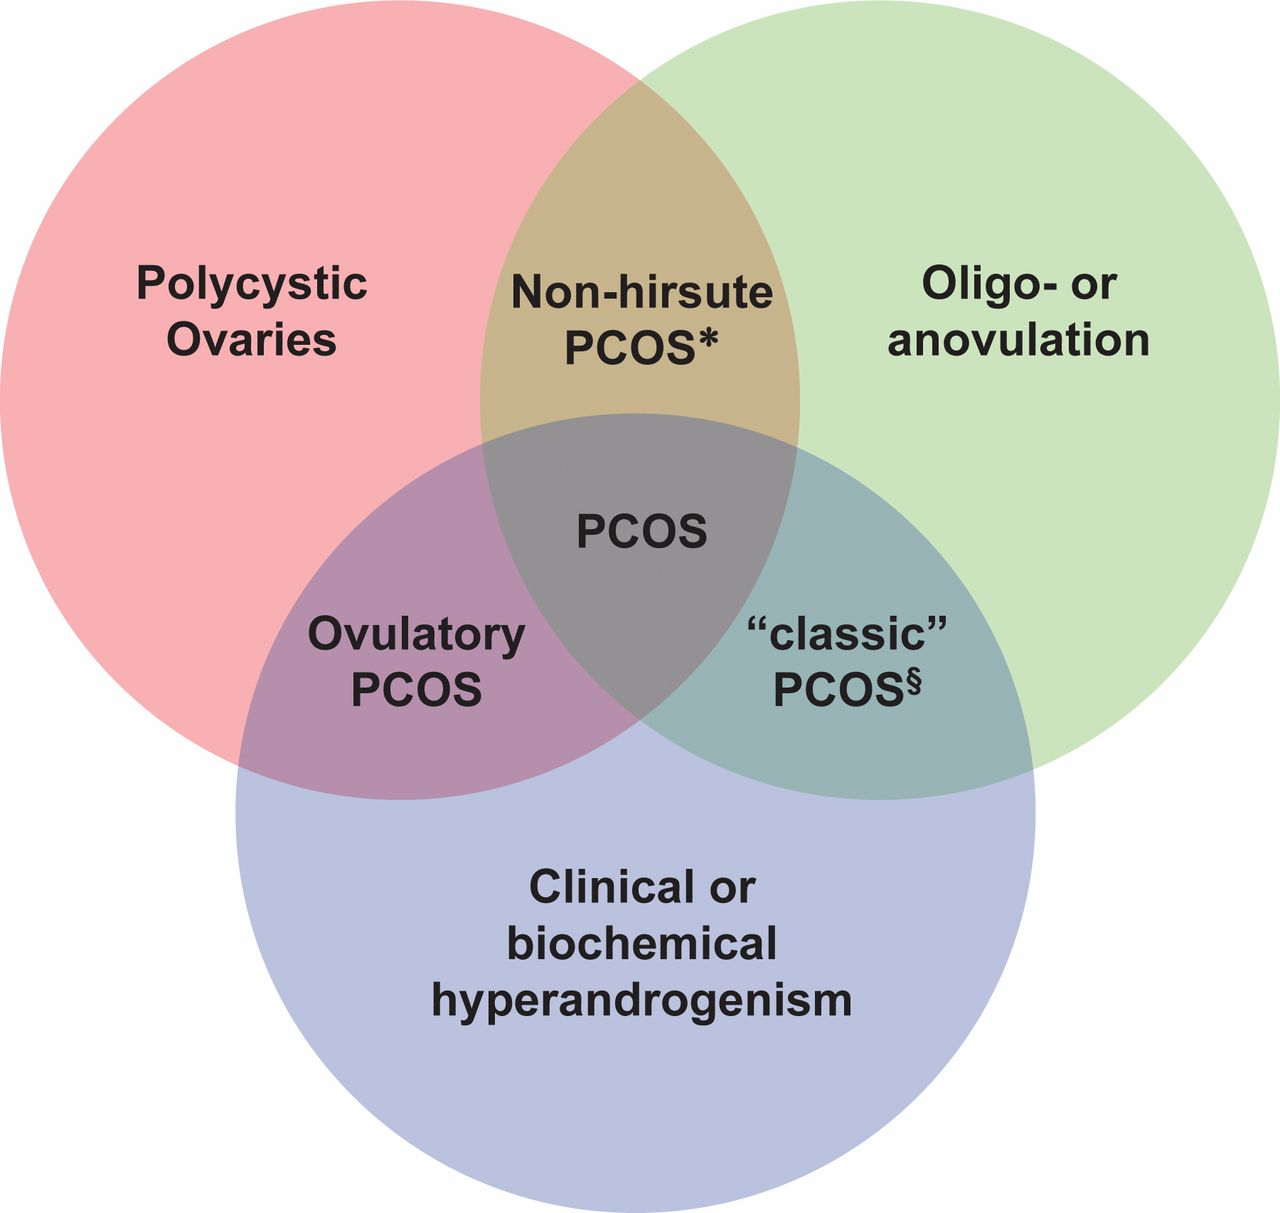 Polycystic
Ovaries
Non-hirsute
PCOS*
Oligo- or
anovulation
PCOS
Ovulatory
PCOS
“classic”
PCOS§
Clinical or
biochemical
hyperandrogenism